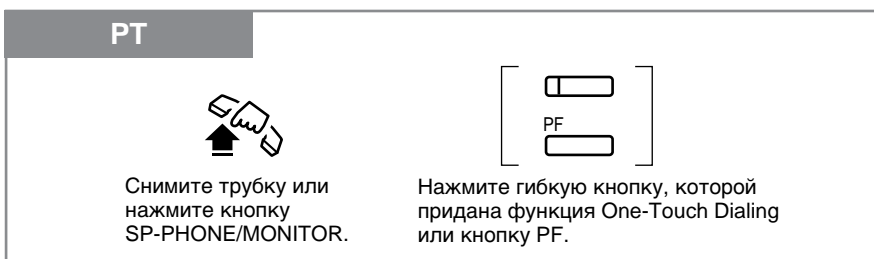 PT
PF
Снимите трубку или
нажмите кнопку
SP-PHONE/MONITOR.
Нажмите гибкую кнопку, которой
придана функция One-Touch Dialing
или кнопку PF.